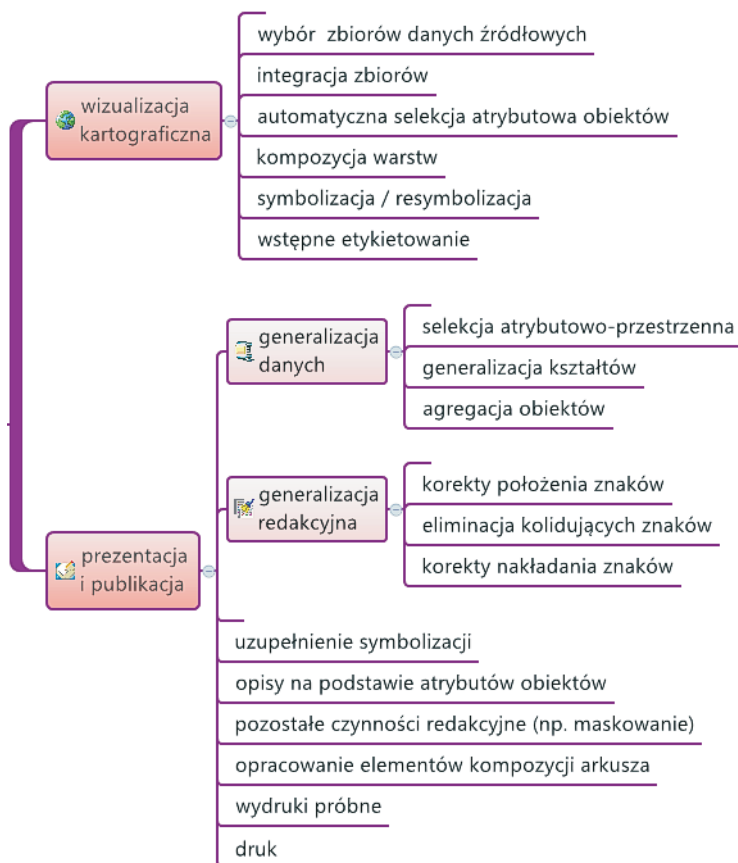 wizualizacja
kartograficzna
wybór zbiorów danych źródłowych
integracja zbiorów
automatyczna selekcja atrybutowa obiektów
kompozycja warstw
symbolizacja / resymbolizacja
wstępne etykietowanie
prezentacja
i publikacja
generalizacja
danych
selekcja atrybutowo-przestrzenna
generalizacja kształtów
agregacja obiektów
generalizacja
redakcyjna
korekty położenia znaków
eliminacja kolidujących znaków
korekty nakładania znaków
uzupełnienie symbolizacji
opisy na podstawie atrybutów obiektów
pozostałe czynności redakcyjne (np. maskowanie)
opracowanie elementów kompozycji arkusza
wydruki próbne
druk